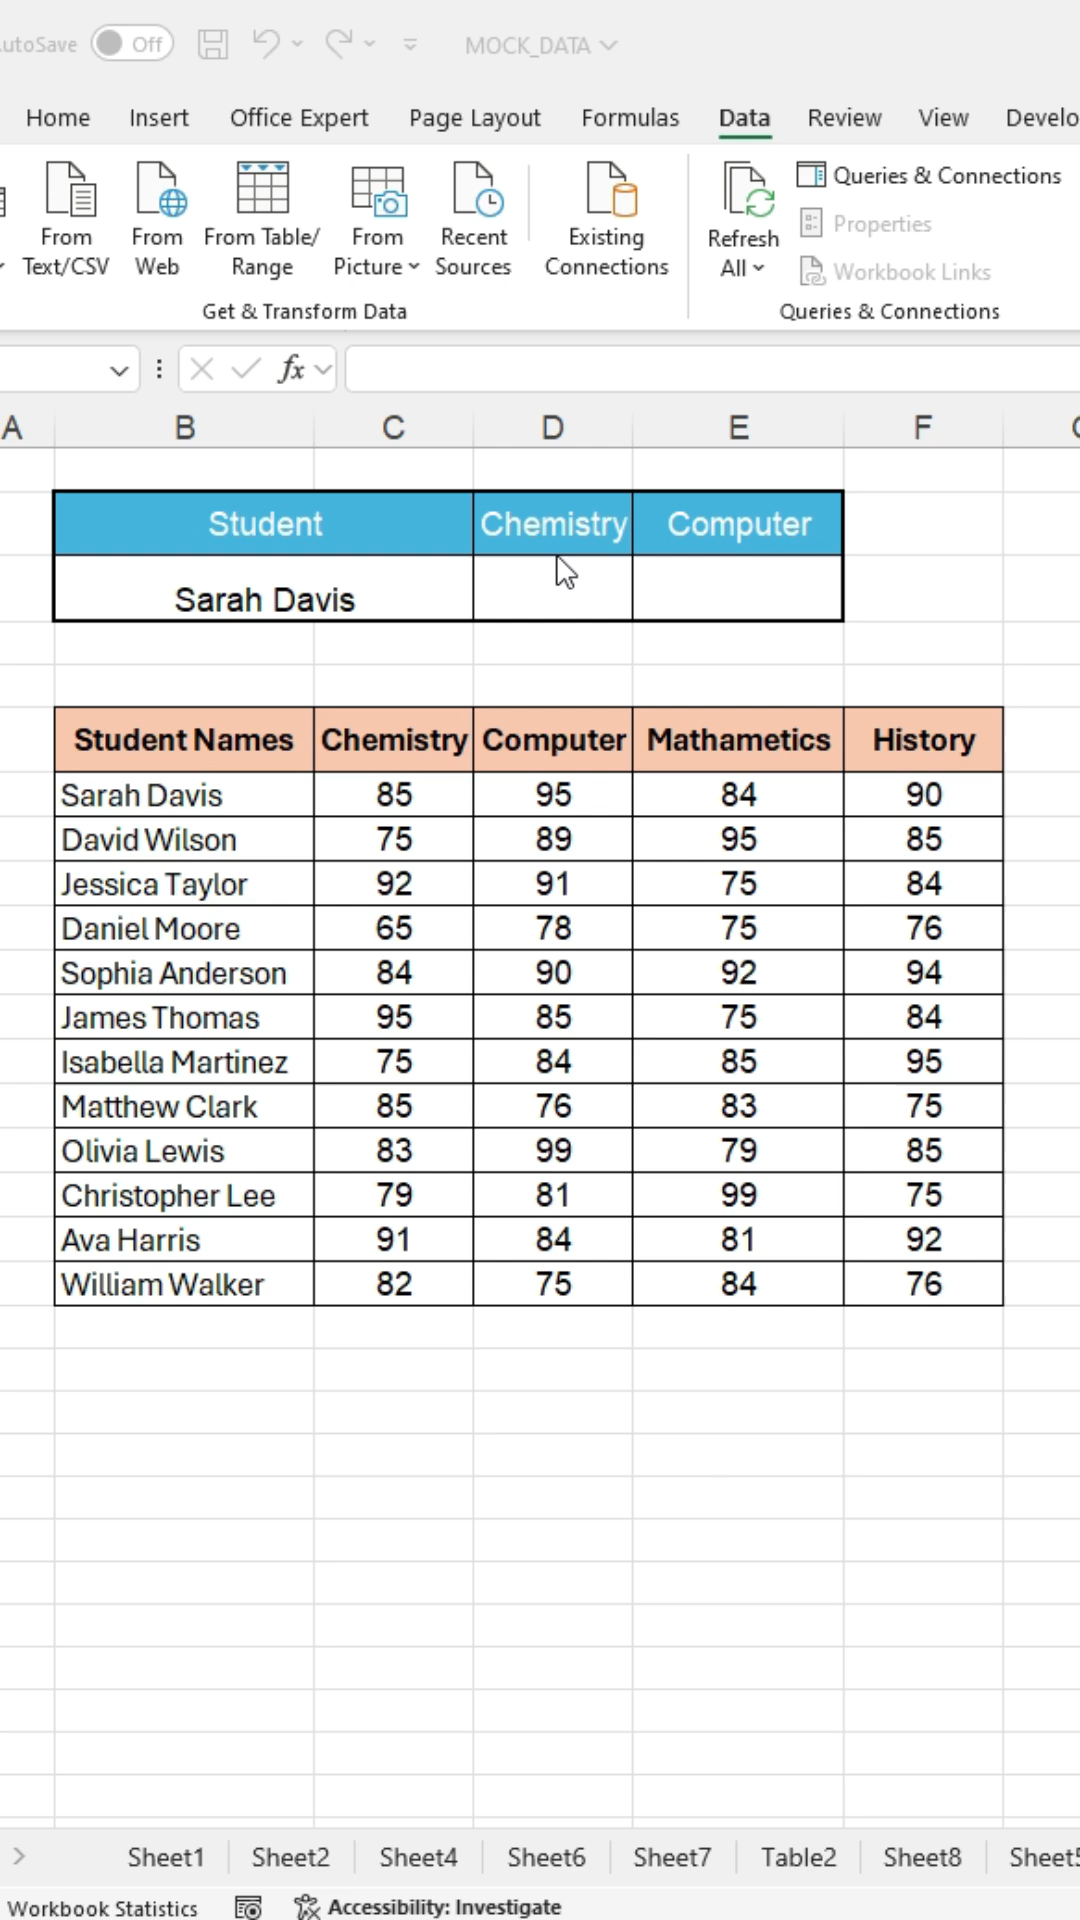 utoSave Off MOCK_DATA
Home Insert Office Expert Page Layout Formulas Data Review View Develo
From Text/CSV
From Web
From Table/ Range
From Picture
Recent Sources
Existing Connections
Refresh All
Queries & Connections
Properties
Workbook Links
Get & Transform Data
Queries & Connections
fx
A B C D E F
Student Chemistry Computer
Sarah Davis
Student Names Chemistry Computer Mathametics History
Sarah Davis 85 95 84 90
David Wilson 75 89 95 85
Jessica Taylor 92 91 75 84
Daniel Moore 65 78 75 76
Sophia Anderson 84 90 92 94
James Thomas 95 85 75 84
Isabella Martinez 75 84 85 95
Matthew Clark 85 76 83 75
Olivia Lewis 83 99 79 85
Christopher Lee 79 81 99 75
Ava Harris 91 84 81 92
William Walker 82 75 84 76
Sheet1 Sheet2 Sheet4 Sheet6 Sheet7 Table2 Sheet8 Sheet5
Workbook Statistics Accessibility: Investigate